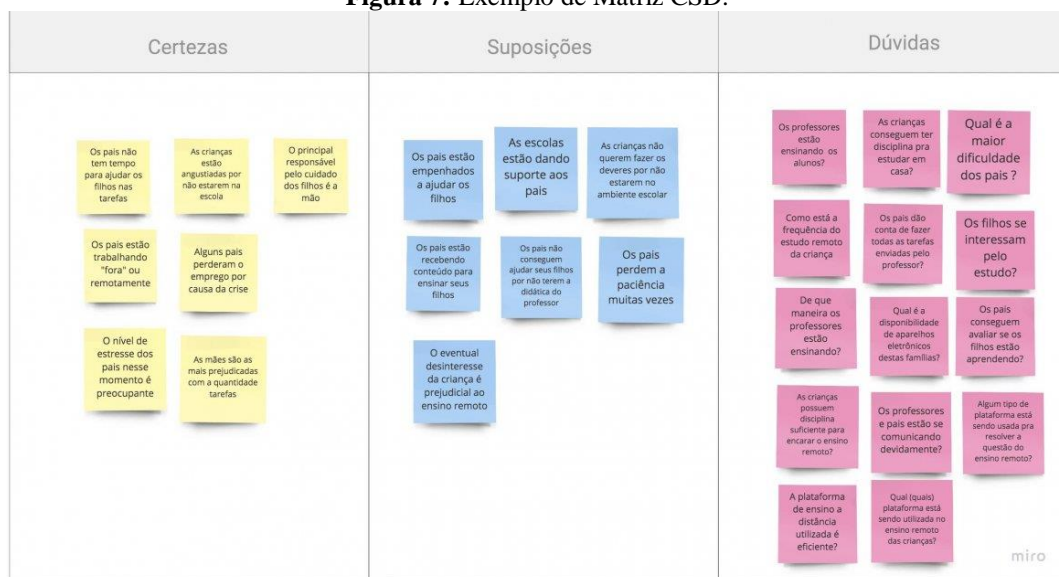 Figura 7: Exemplo de Matriz CSD.
Certezas
Suposições
Dúvidas
Os pais não
tem tempo
para ajudar os
filhos nas
tarefas
As crianças
estão
angustiadas por
não estarem na
escola
O principal
responsável
pelo cuidado
dos filhos é a
mão
Os pais estão
trabalhando
"fora" ou
remotamente
Alguns pais
perderam o
emprego por
causa da crise
O nível de
estresse dos
pais nesse
momento é
preocupante
As mães são as
mais prejudicadas
com a quantidade
tarefas
Os pais estão
empenhados
a ajudar os
filhos
As escolas
estão dando
suporte aos
pais
As crianças não
querem fazer os
deveres por não
estarem no
ambiente escolar
Os pais estão
recebendo
conteúdo para
ensinar seus
filhos
Os pais não
conseguem
ajudar seus filhos
por não terem a
didática do
professor
Os pais
perdem a
paciência
muitas vezes
O eventual
desinteresse
da criança é
prejudicial ao
ensino remoto
Os professores
estão
ensinando os
alunos?
As crianças
conseguem ter
disciplina pra
estudar em
casa?
Qual é a
maior
dificuldade
dos pais ?
Como está a
frequência do
estudo remoto
da criança
Os pais dão
conta de fazer
todas as tarefas
enviadas pelo
professor?
Os filhos se
interessam
pelo
estudo?
De que
maneira os
professores
estão
ensinando?
Qual é a
disponibilidade
de aparelhos
eletrônicos
destas famílias?
Os pais
conseguem
avaliar se os
filhos estão
aprendendo?
As crianças
possuem
disciplina
suficiente para
encarar o ensino
remoto?
Os professores
e pais estão se
comunicando
devidamente?
Algum tipo de
plataforma está
sendo usada pra
resolver a
questão do
ensino remoto?
A plataforma
de ensino a
distância
utilizada é
eficiente?
Qual (quais)
plataforma está
sendo utilizada no
ensino remoto
das crianças?
miro